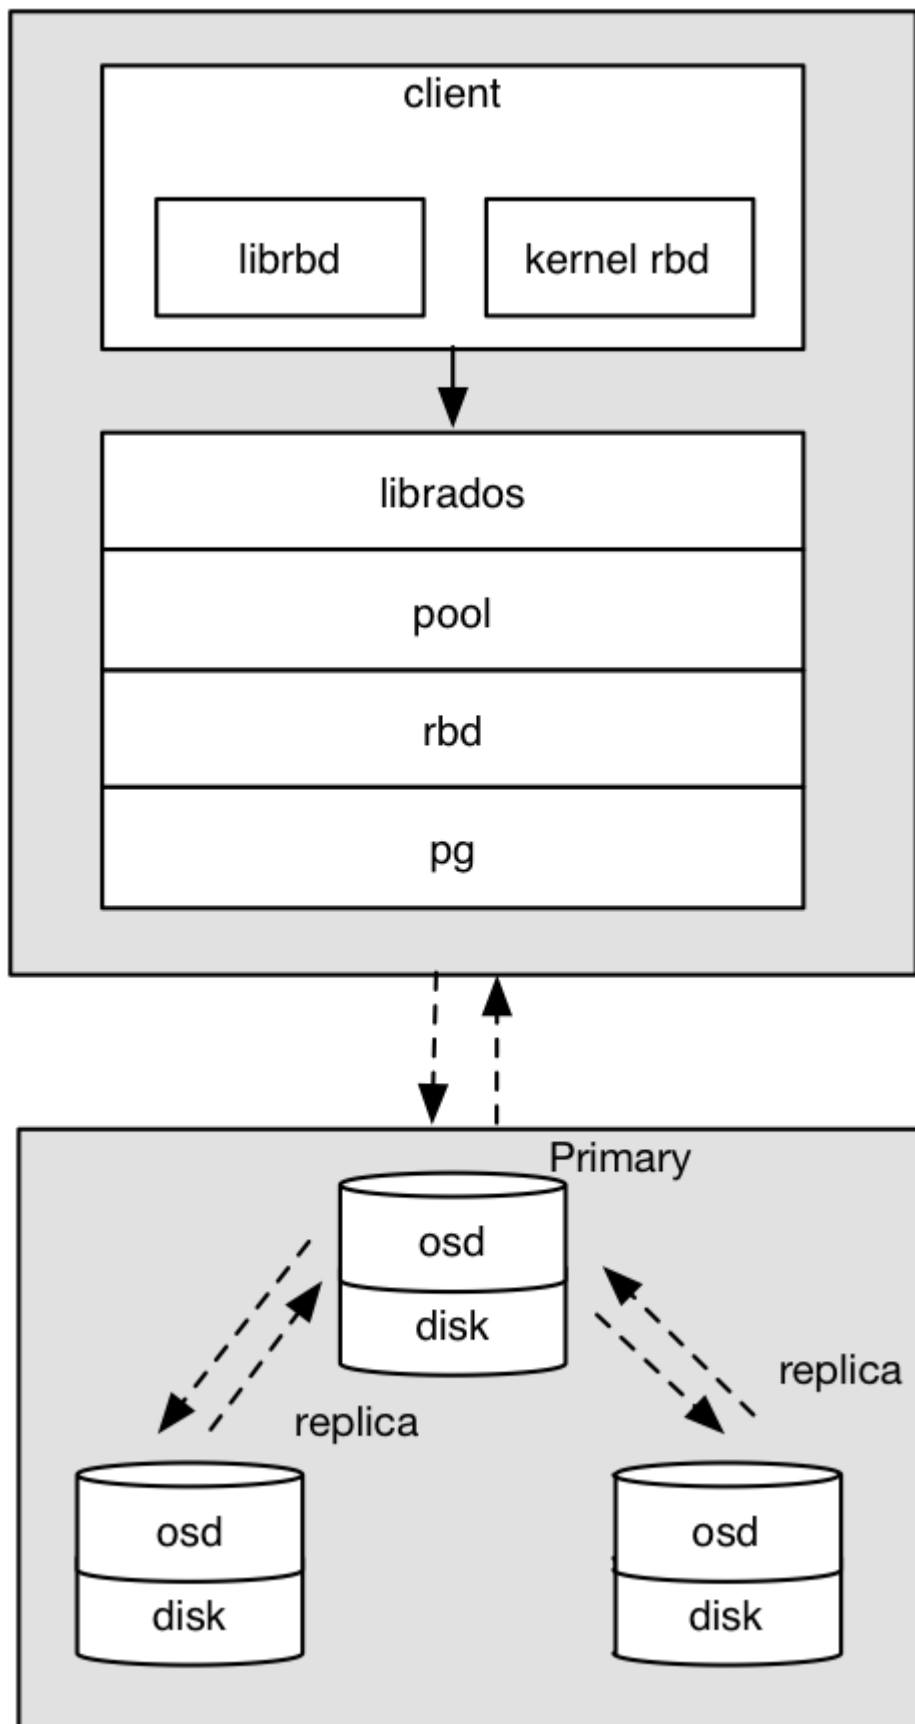 client
librbd
kernel rbd
librados
pool
rbd
pg
Primary
osd
disk
replica
replica
osd
disk
osd
disk